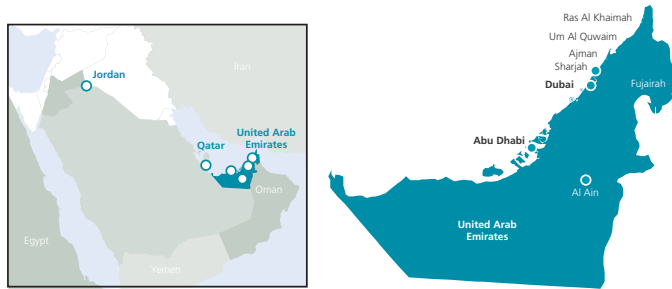 Iran
Jordan
United Arab
Emirates
Qatar
Oman
Egypt
Yemen
Ras Al Khaimah
Um Al Quwaim
Ajman
Sharjah
Dubai
Fujairah
Abu Dhabi
Al Ain
United Arab
Emirates